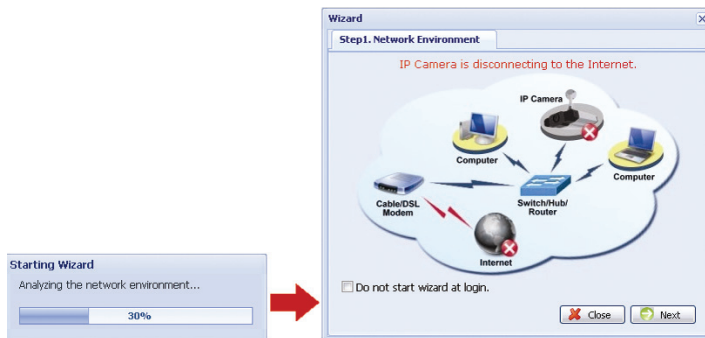 Starting Wizard
Analyzing the network environment...
30%
Wizard
Step1. Network Environment
IP Camera is disconnecting to the Internet.
IP Camera
Computer
Computer
Cable/DSL
Modem
Switch/Hub/
Router
Internet
Do not start wizard at login.
Close
Next